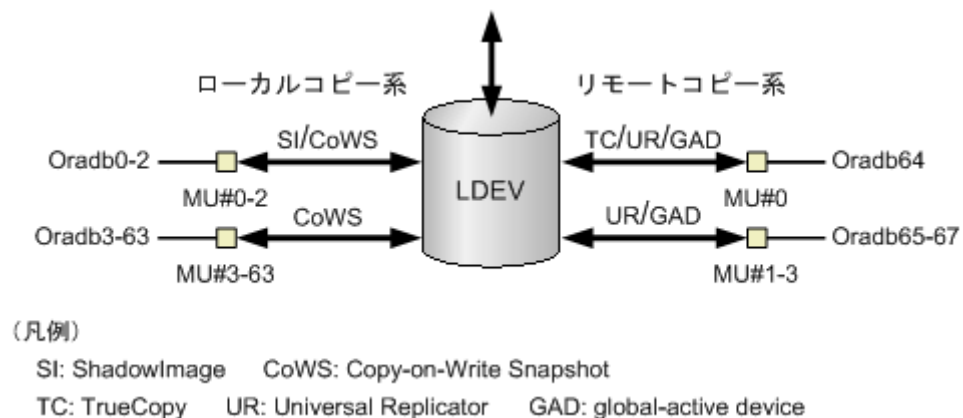 ローカルコピー系
リモートコピー系
SI/CoWS
TC/UR/GAD
Oradb0-2
Oradb64
MU#0-2
LDEV
MU#0
CoWS
UR/GAD
Oradb3-63
Oradb65-67
MU#3-63
MU#1-3
(凡例)
SI: ShadowImage CoWS: Copy-on-Write Snapshot
TC: TrueCopy UR: Universal Replicator GAD: global-active device